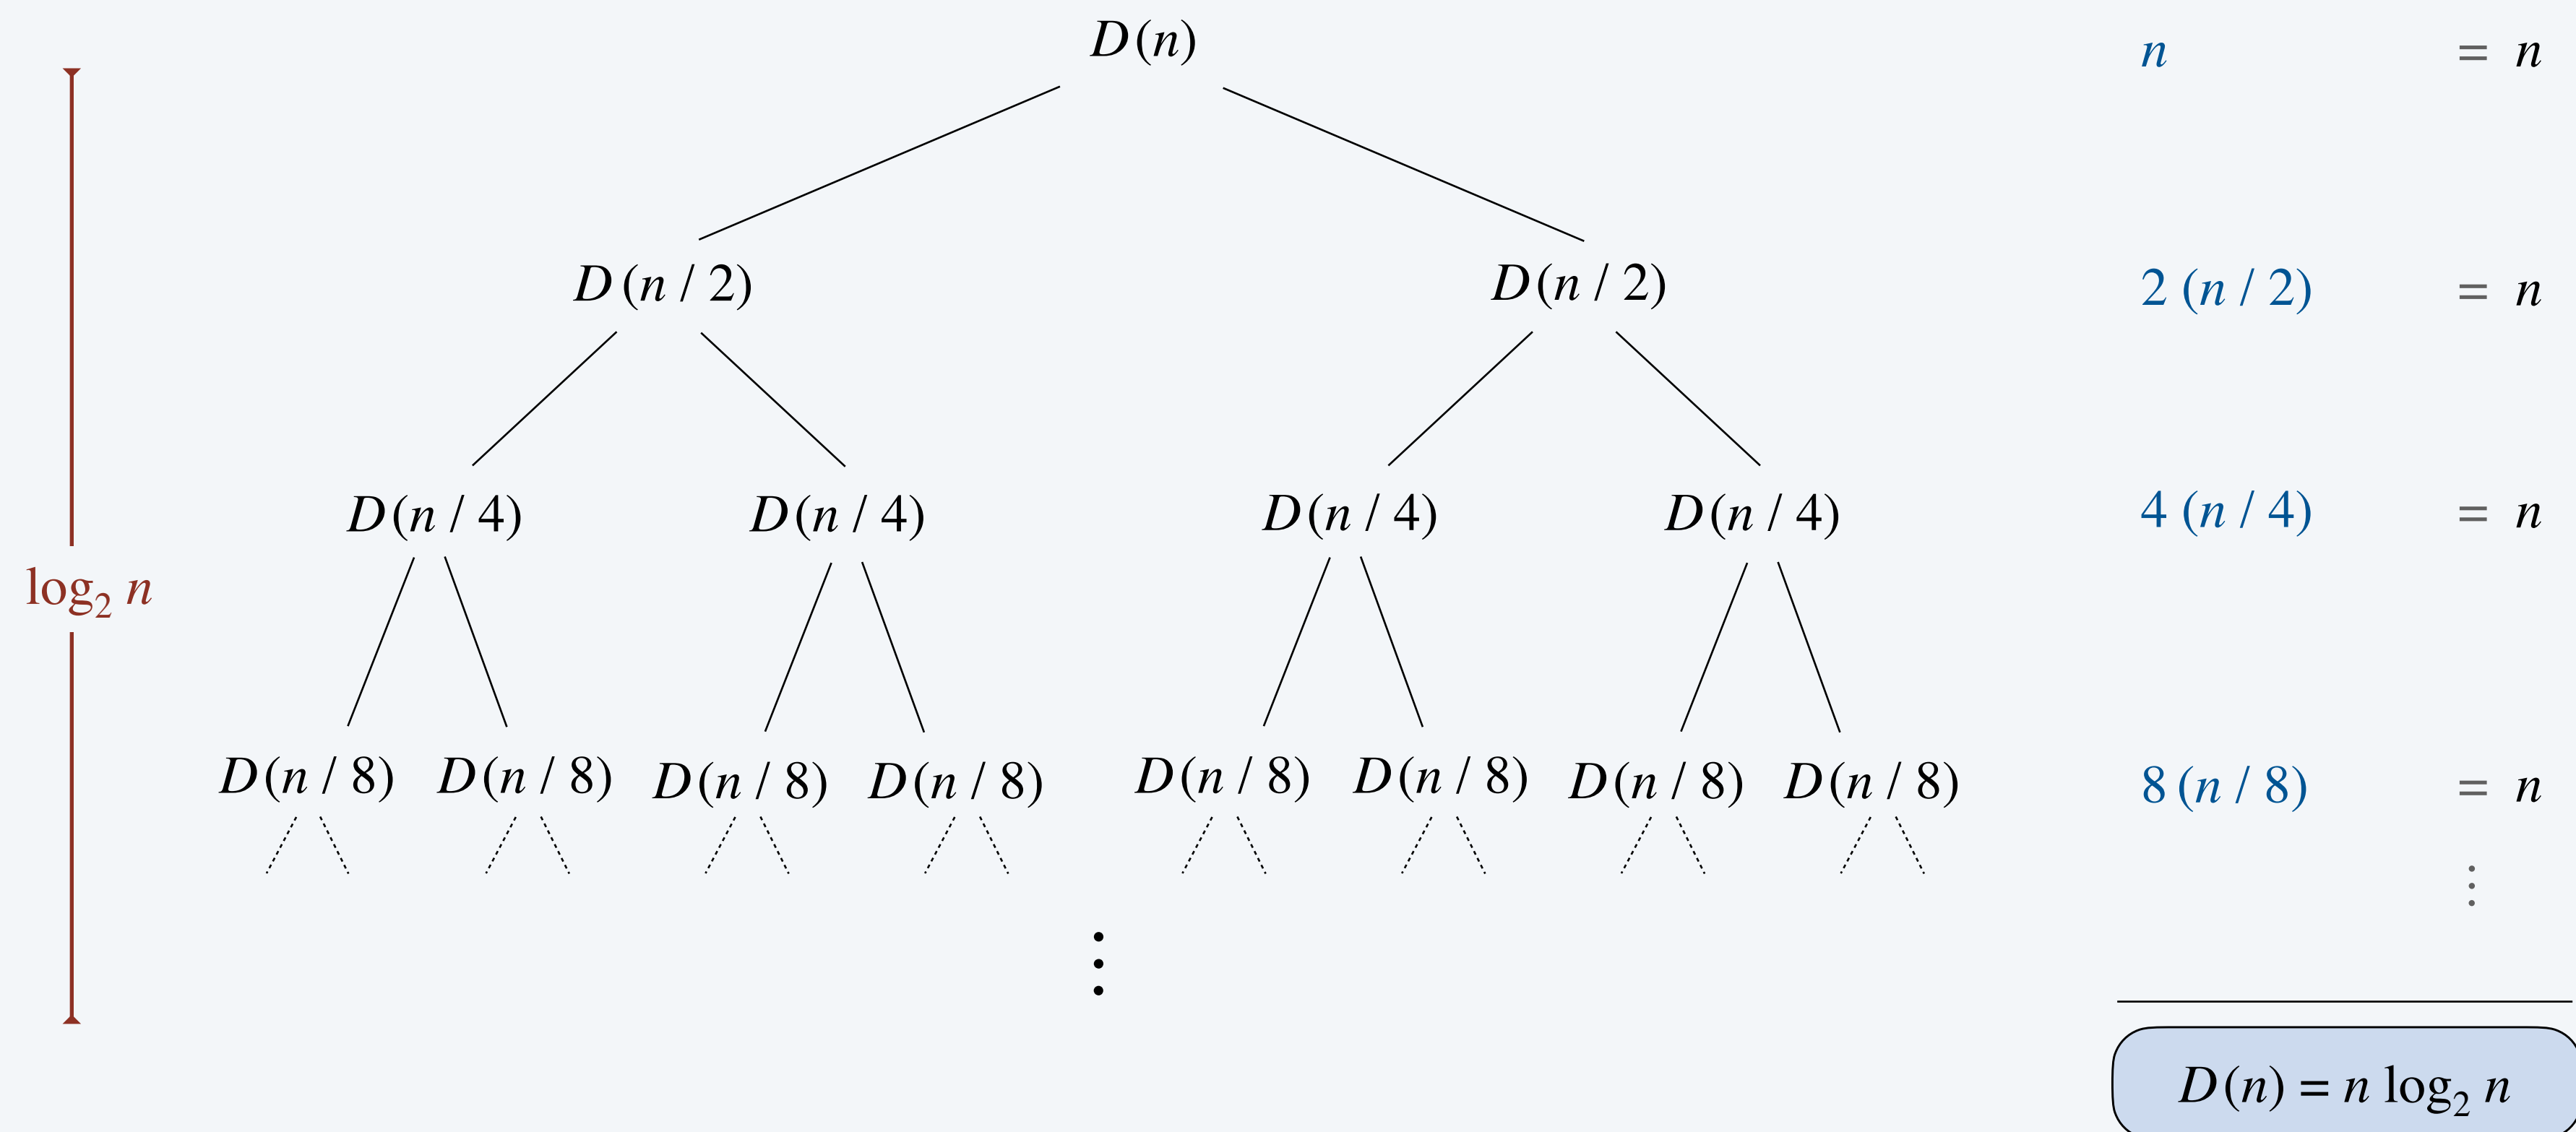 D(n) n = n
D(n / 2) D(n / 2) 2 (n / 2) = n
D(n / 4) D(n / 4) D(n / 4) D(n / 4) 4 (n / 4) = n
log₂ n
D(n / 8) D(n / 8) D(n / 8) D(n / 8) D(n / 8) D(n / 8) D(n / 8) D(n / 8) 8 (n / 8) = n
⋮
⋮
D(n) = n log₂ n